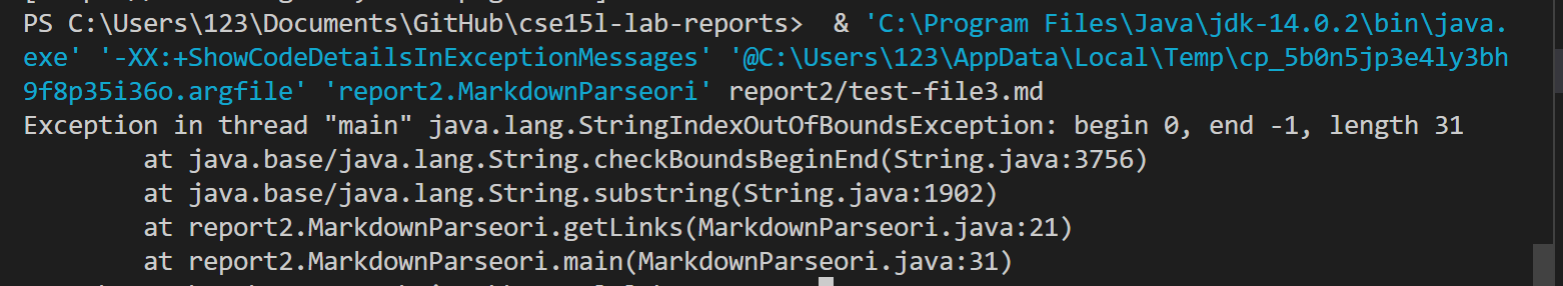 PS C:\Users\123\Documents\GitHub\cse15l-lab-reports>  & 'C:\Program Files\Java\jdk-14.0.2\bin\java.
exe' '-XX:+ShowCodeDetailsInExceptionMessages' '@C:\Users\123\AppData\Local\Temp\cp_5b0n5jp3e4ly3bh
9f8p35i36o.argfile' 'report2.MarkdownParseori' report2/test-file3.md
Exception in thread "main" java.lang.StringIndexOutOfBoundsException: begin 0, end -1, length 31
        at java.base/java.lang.String.checkBoundsBeginEnd(String.java:3756)
        at java.base/java.lang.String.substring(String.java:1902)
        at report2.MarkdownParseori.getLinks(MarkdownParseori.java:21)
        at report2.MarkdownParseori.main(MarkdownParseori.java:31)